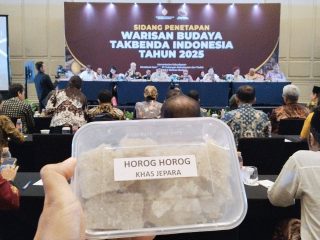 SIDANG PENETAPAN
WARISAN BUDAYA
TAKBENDA INDONESIA
TAHUN 2025
HOROG HOROG
KHAS JEPARA